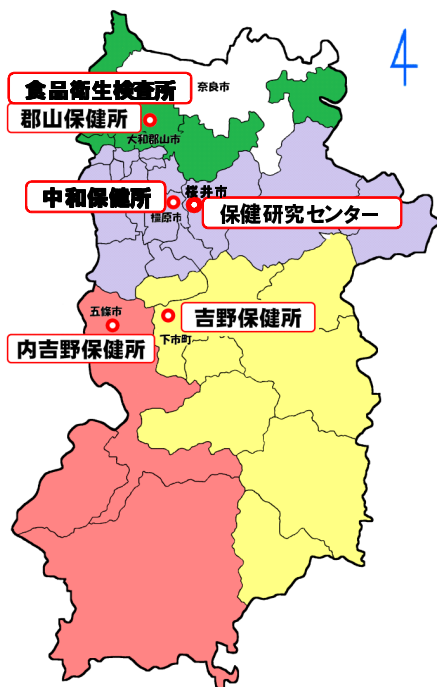 4
食品衛生検査所
奈良市
郡山保健所
大和郡山市
中和保健所
桜井市
橿原市
保健研究センター
五條市
内吉野保健所
吉野保健所
下市町